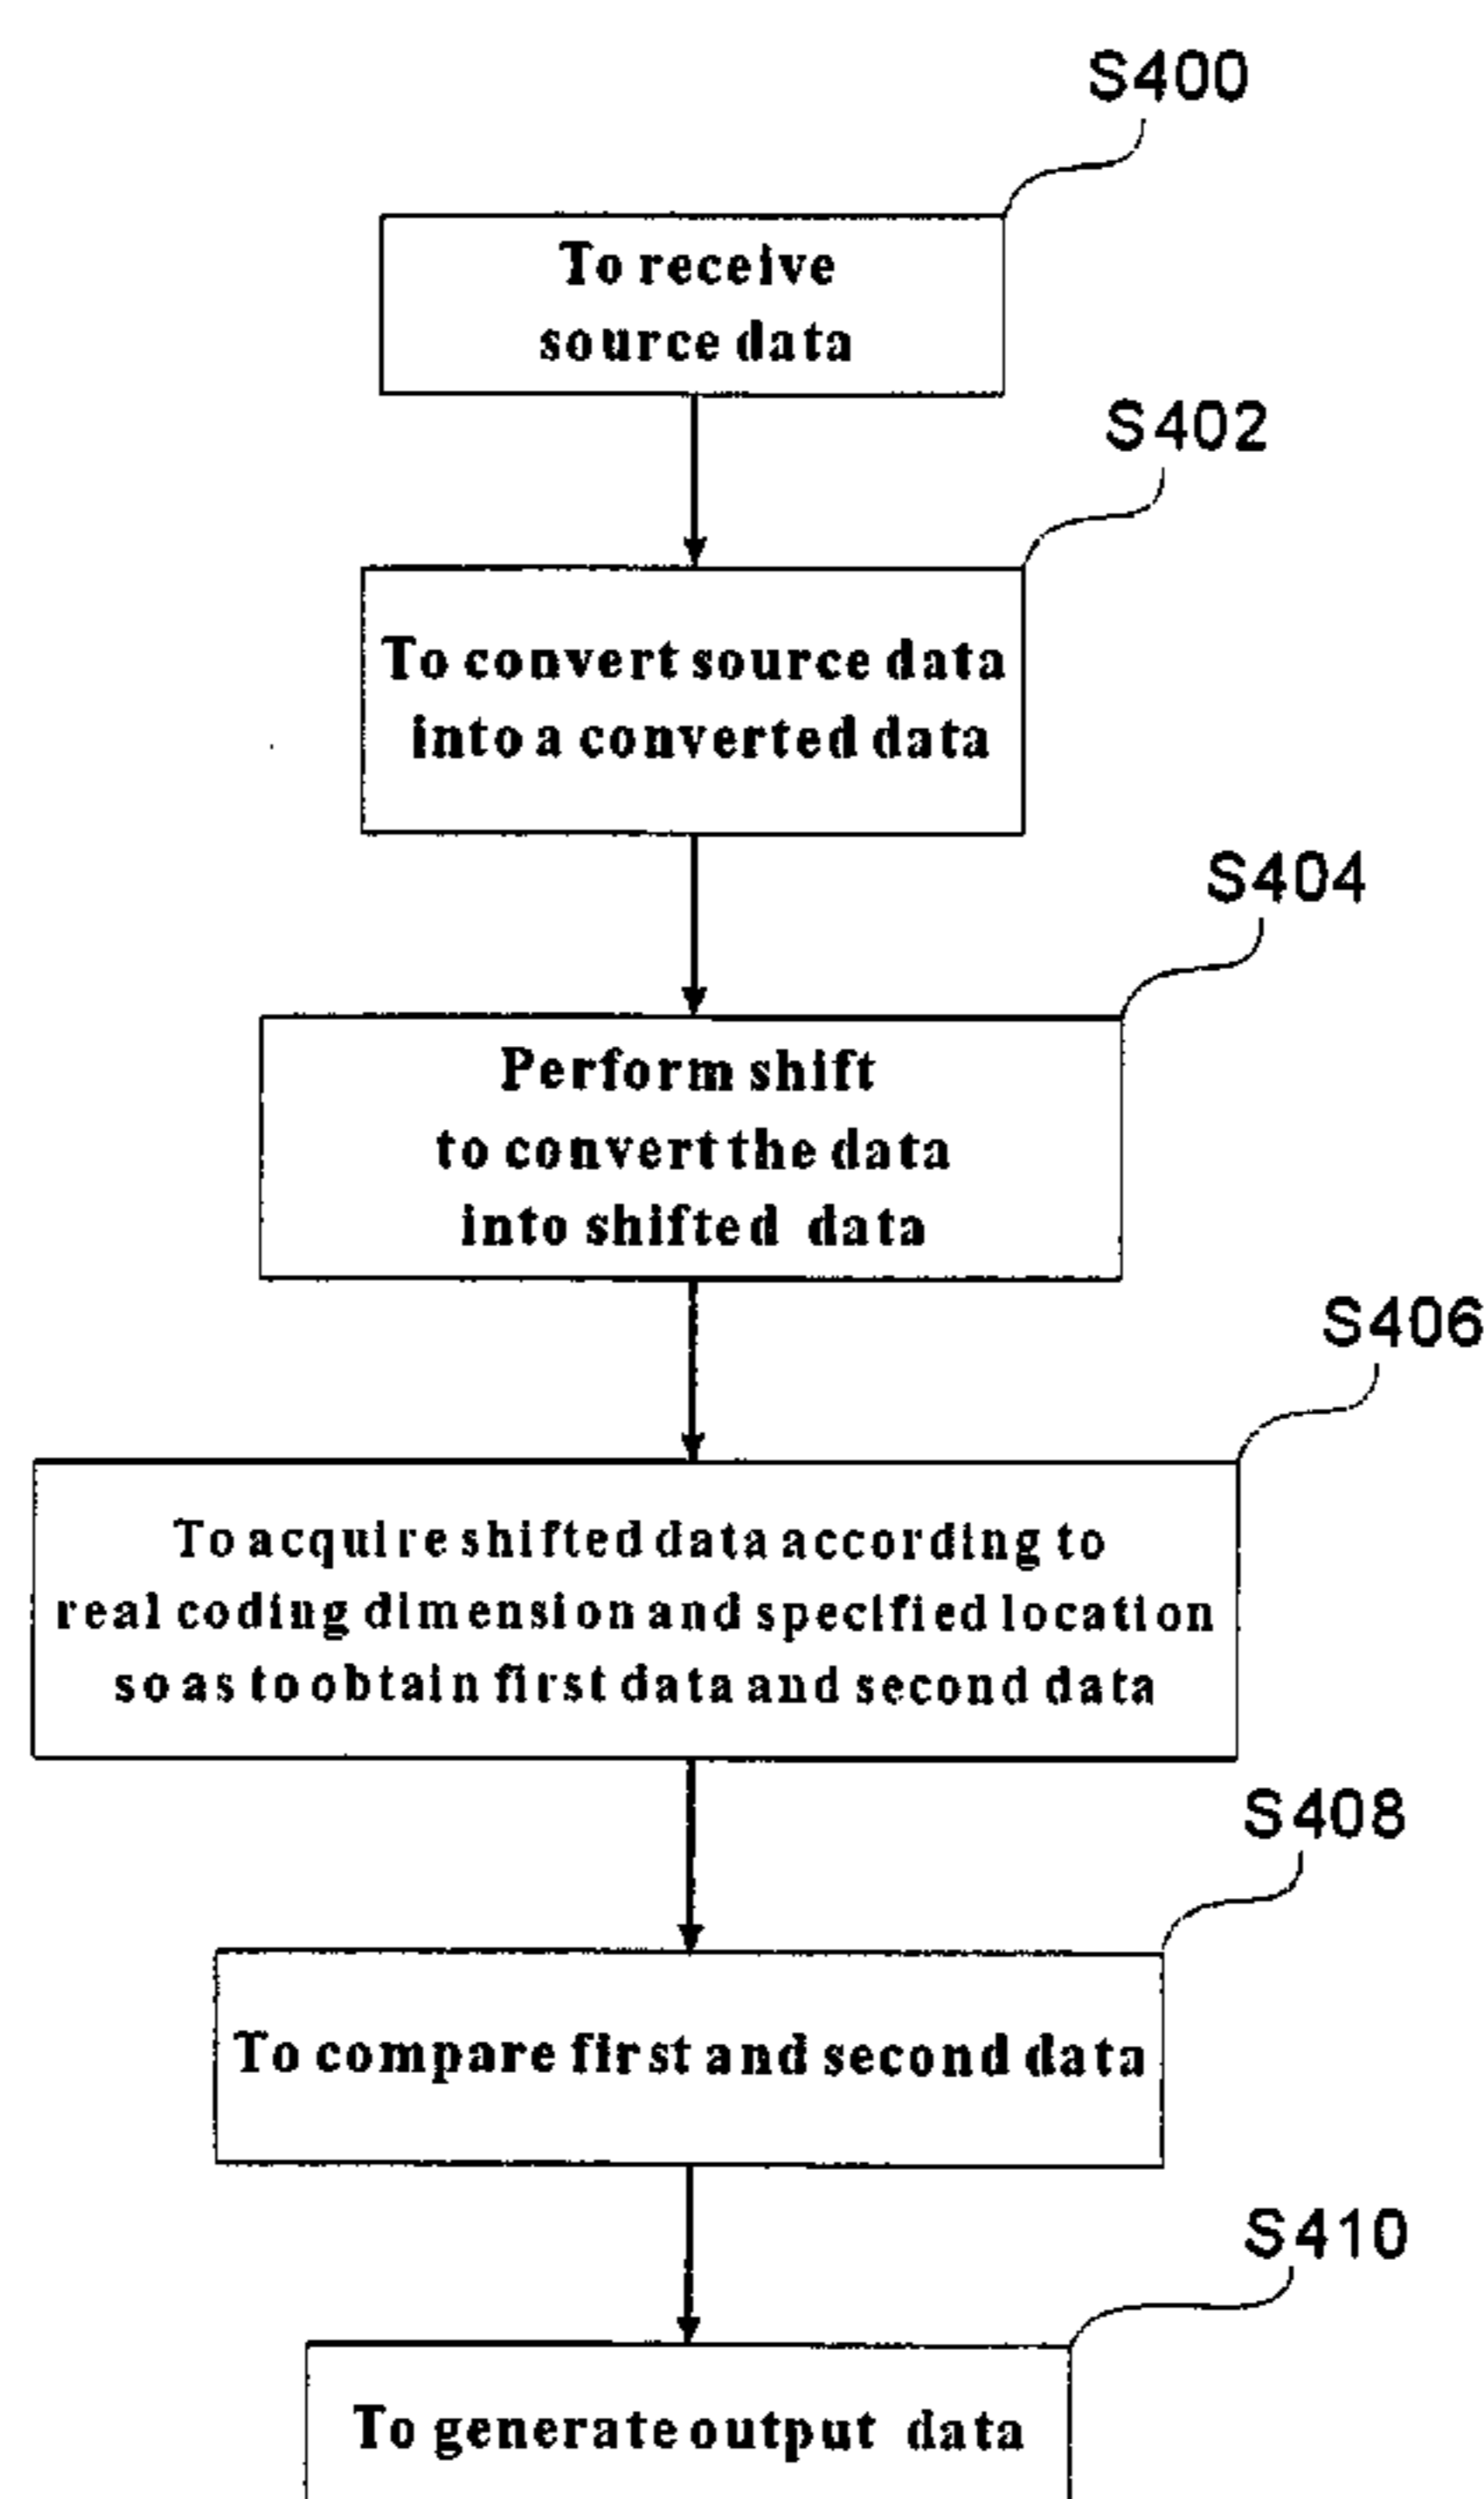 S400
To receive
source data
S402
To convert source data
into a converted data
S404
Perform shift
to convert the data
into shifted data
S406
To acquire shifted data according to
real coding dimension and specified location
so as to obtain first data and second data
S408
To compare first and second data
S410
To generate output data